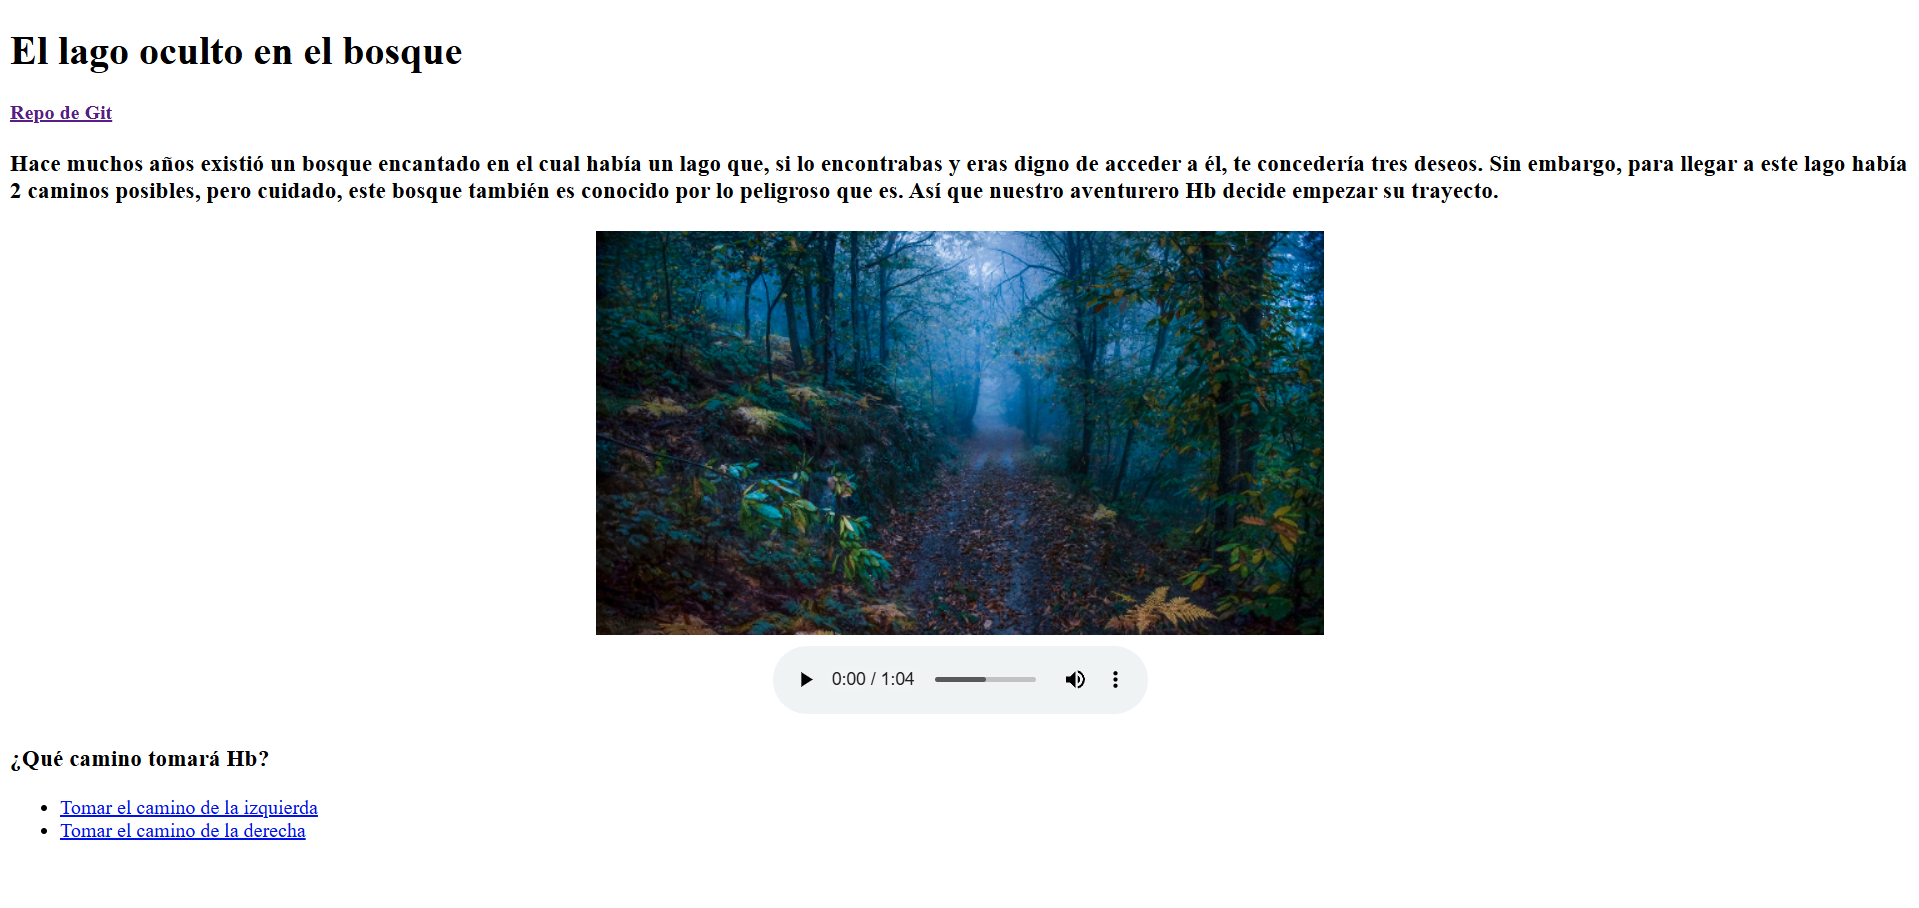 El lago oculto en el bosque
Repo de Git
Hace muchos años existió un bosque encantado en el cual había un lago que, si lo encontrabas y eras digno de acceder a él, te concedería tres deseos. Sin embargo, para llegar a este lago había
2 caminos posibles, pero cuidado, este bosque también es conocido por lo peligroso que es. Así que nuestro aventurero Hb decide empezar su trayecto.
0:00 / 1:04
¿Qué camino tomará Hb?
Tomar el camino de la izquierda
Tomar el camino de la derecha